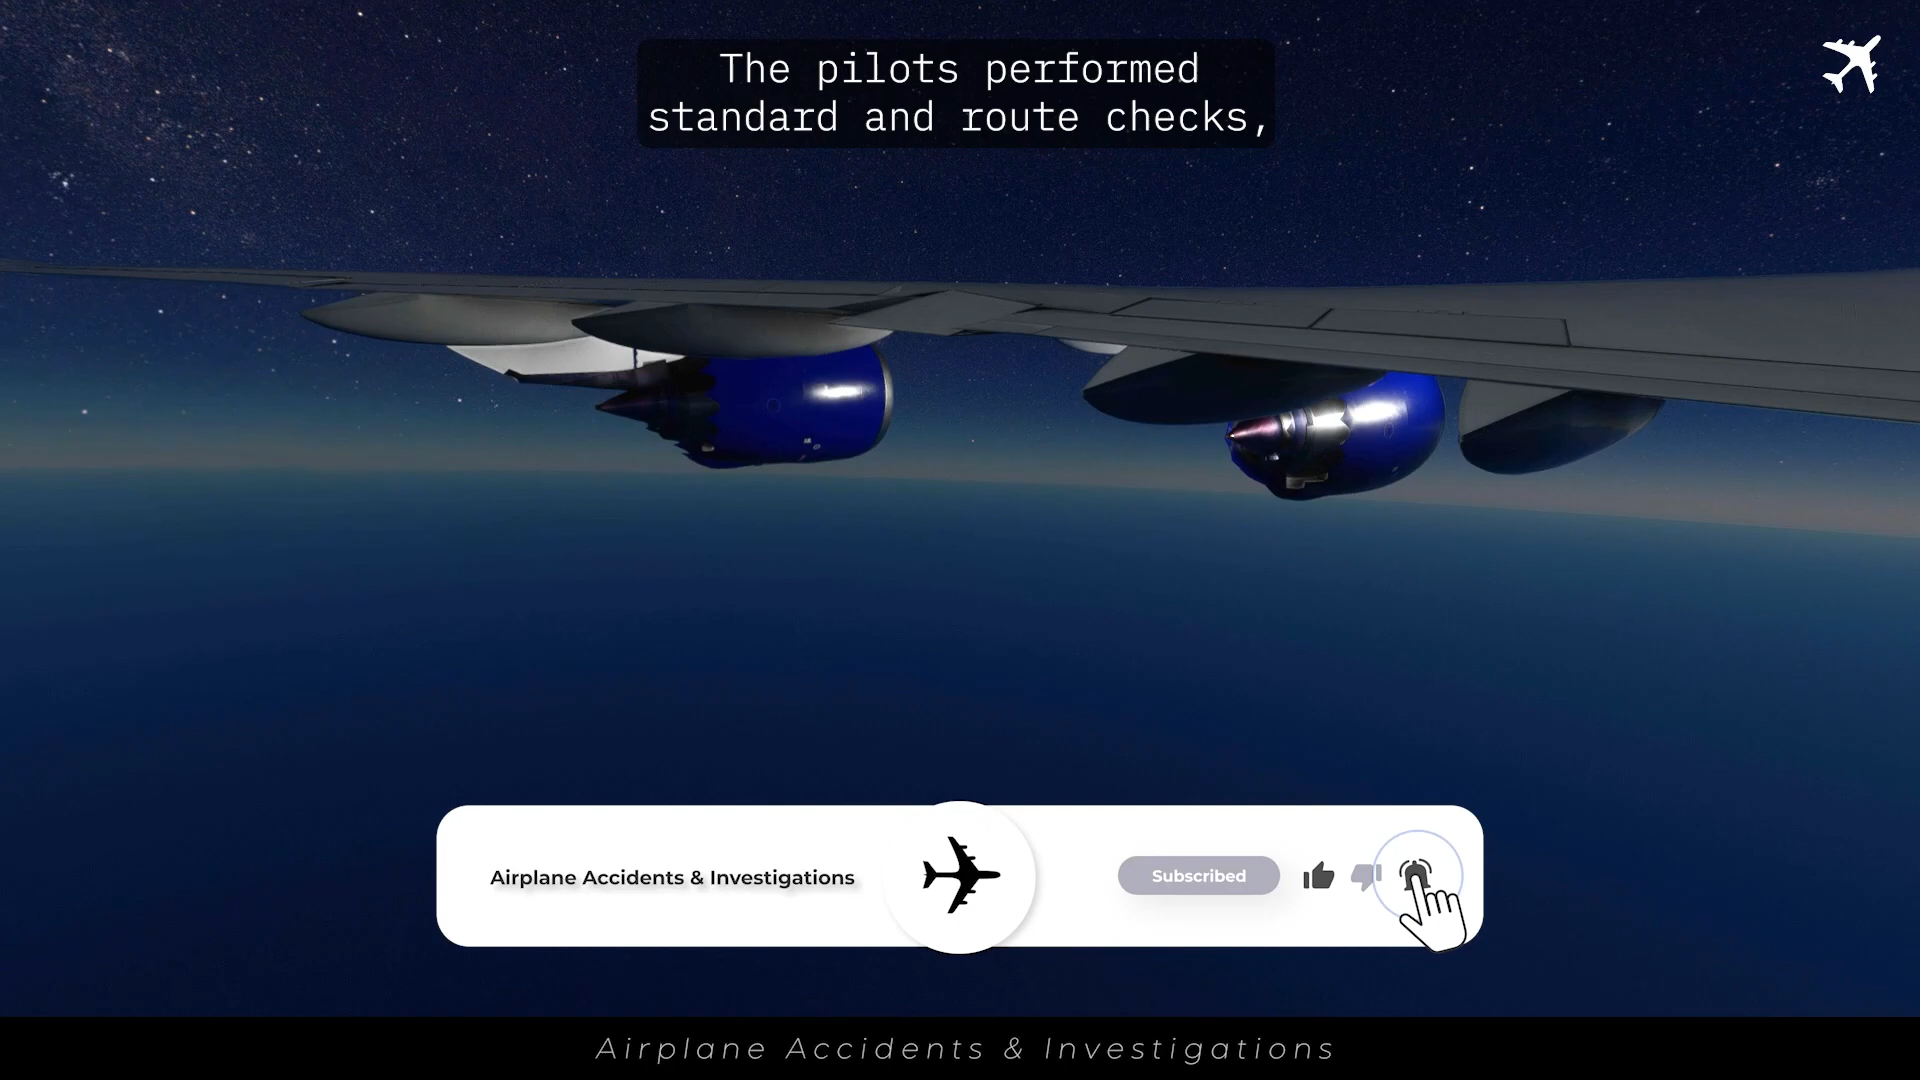 The pilots performed
standard and route checks,
Airplane Accidents & Investigations
Subscribed
Airplane Accidents & Investigations